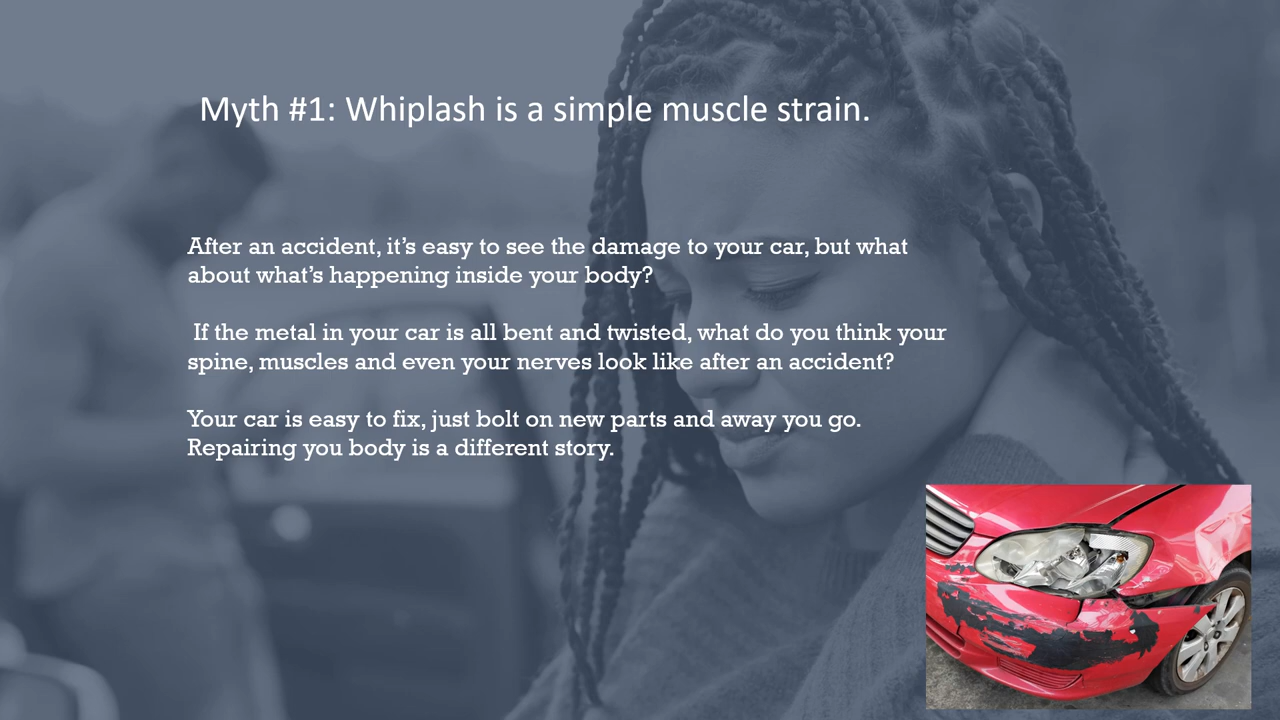 Myth #1: Whiplash is a simple muscle strain.
After an accident, it’s easy to see the damage to your car, but what
about what’s happening inside your body?
If the metal in your car is all bent and twisted, what do you think your
spine, muscles and even your nerves look like after an accident?
Your car is easy to fix, just bolt on new parts and away you go.
Repairing you body is a different story.